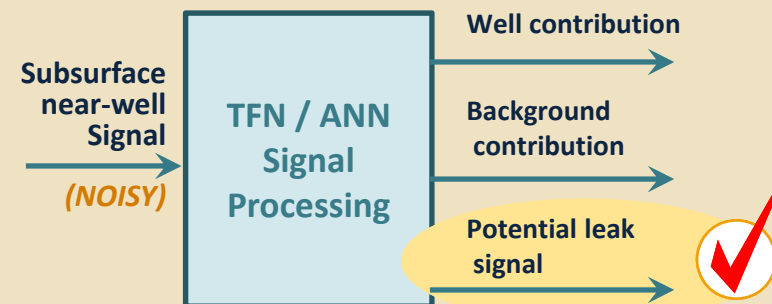 Subsurface
near-well
Signal
(NOISY)
TFN / ANN
Signal
Processing
Well contribution
Background
contribution
Potential leak
signal